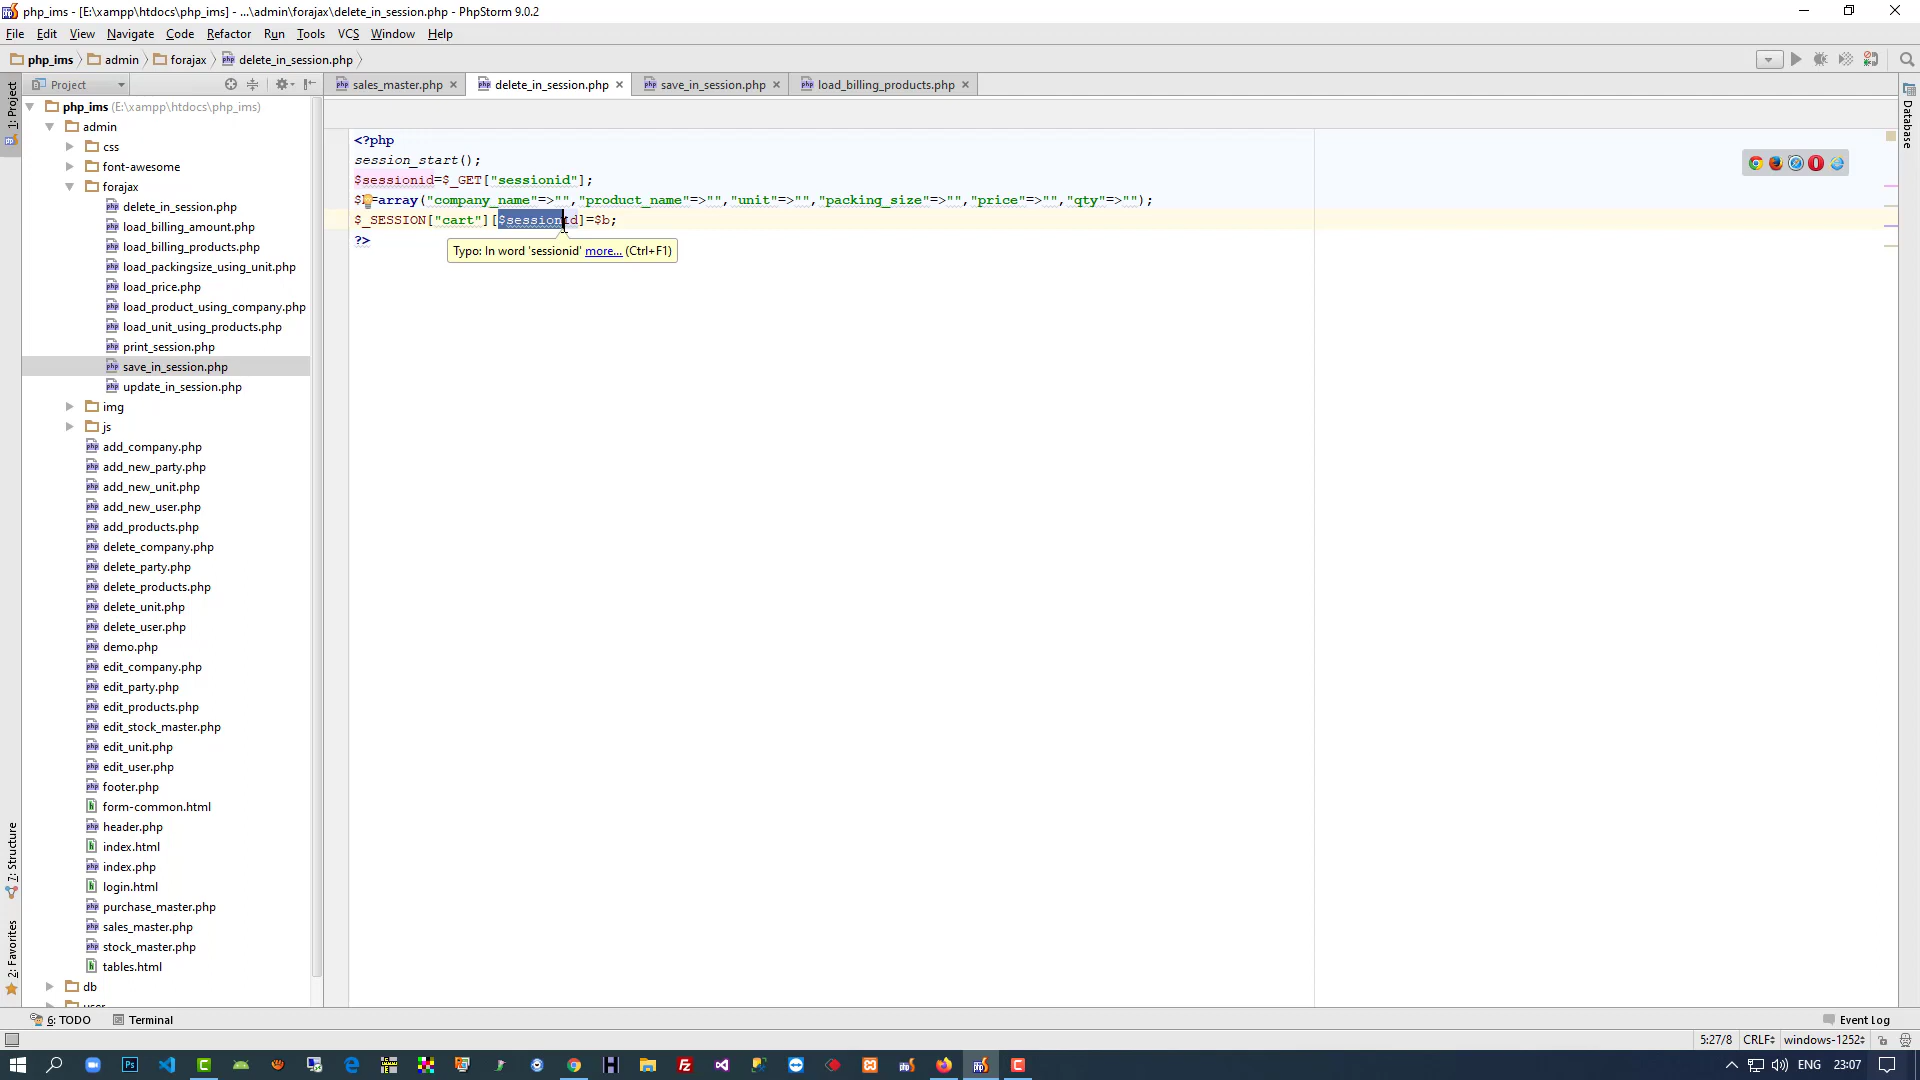 php_ims - [E:\xampp\htdocs\php_ims] - ...\admin\forajax\delete_in_session.php - PhpStorm 9.0.2
File Edit View Navigate Code Refactor Run Tools VCS Window Help
php_ims admin forajax delete_in_session.php
Project
sales_master.php delete_in_session.php save_in_session.php load_billing_products.php
1: Project
7: Structure
2: Favorites
Database
php_ims (E:\xampp\htdocs\php_ims)
admin
css
font-awesome
forajax
delete_in_session.php
load_billing_amount.php
load_billing_products.php
load_packingsize_using_unit.php
load_price.php
load_product_using_company.php
load_unit_using_products.php
print_session.php
save_in_session.php
update_in_session.php
img
js
add_company.php
add_new_party.php
add_new_unit.php
add_new_user.php
add_products.php
delete_company.php
delete_party.php
delete_products.php
delete_unit.php
delete_user.php
demo.php
edit_company.php
edit_party.php
edit_products.php
edit_stock_master.php
edit_unit.php
edit_user.php
footer.php
form-common.html
header.php
index.html
index.php
login.html
purchase_master.php
sales_master.php
stock_master.php
tables.html
db
user
<?php
session_start();
$sessionid=$_GET["sessionid"];
$b=array("company_name"=>"","product_name"=>"","unit"=>"","packing_size"=>"","price"=>"","qty"=>"");
$_SESSION["cart"][$sessionid]=$b;
?>
Typo: In word 'sessionid' more... (Ctrl+F1)
6: TODO Terminal Event Log
5:27/8 CRLF windows-1252
ENG 23:07